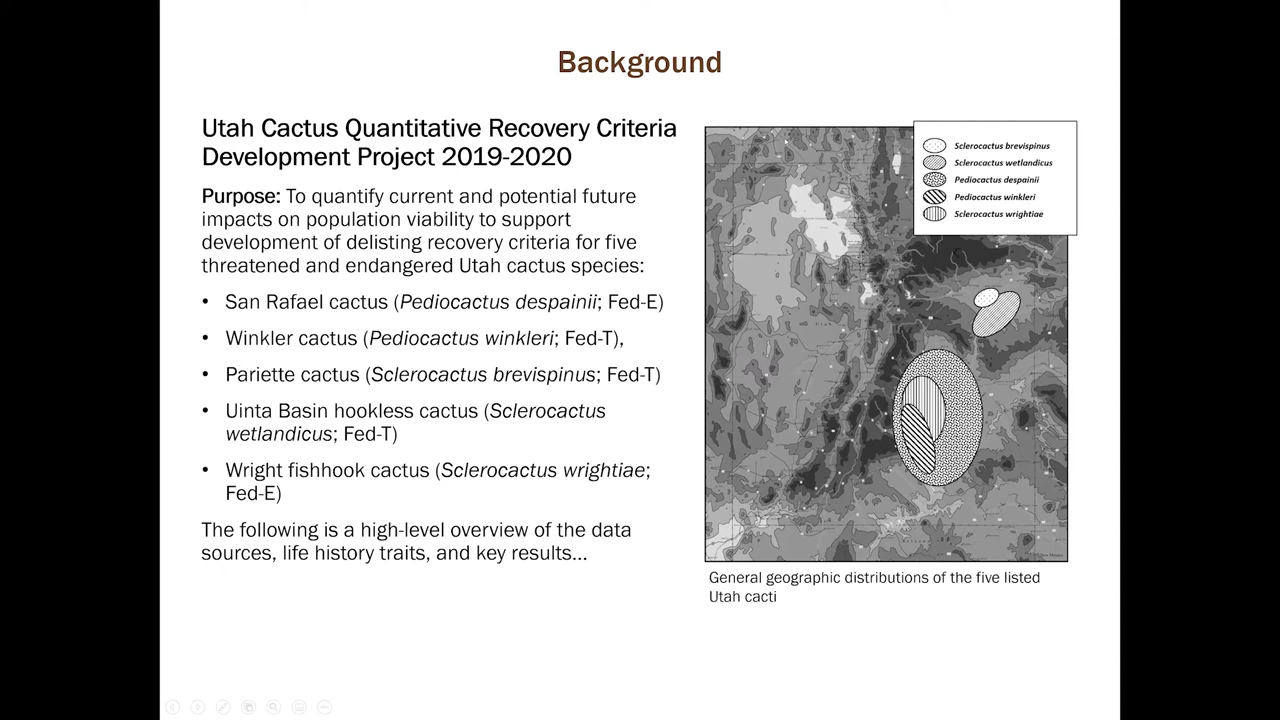 Background
Utah Cactus Quantitative Recovery Criteria
Development Project 2019-2020
Purpose: To quantify current and potential future
impacts on population viability to support
development of delisting recovery criteria for five
threatened and endangered Utah cactus species:
• San Rafael cactus (Pediocactus despainii; Fed-E)
• Winkler cactus (Pediocactus winkleri; Fed-T),
• Pariette cactus (Sclerocactus brevispinus; Fed-T)
• Uinta Basin hookless cactus (Sclerocactus
wetlandicus; Fed-T)
• Wright fishhook cactus (Sclerocactus wrightiae;
Fed-E)
The following is a high-level overview of the data
sources, life history traits, and key results...
Sclerocactus brevispinus
Sclerocactus wetlandicus
Pediocactus despainii
Pediocactus winkleri
Sclerocactus wrightiae
General geographic distributions of the five listed
Utah cacti